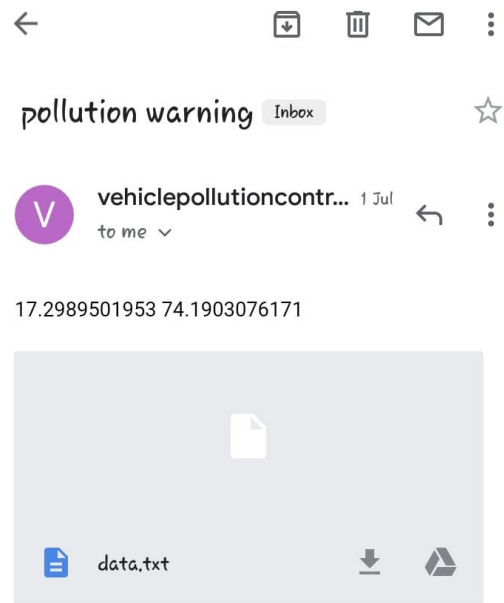 pollution warning Inbox
V
vehiclepollutioncontr... 1 Jul
to me
17.2989501953 74.1903076171
data.txt